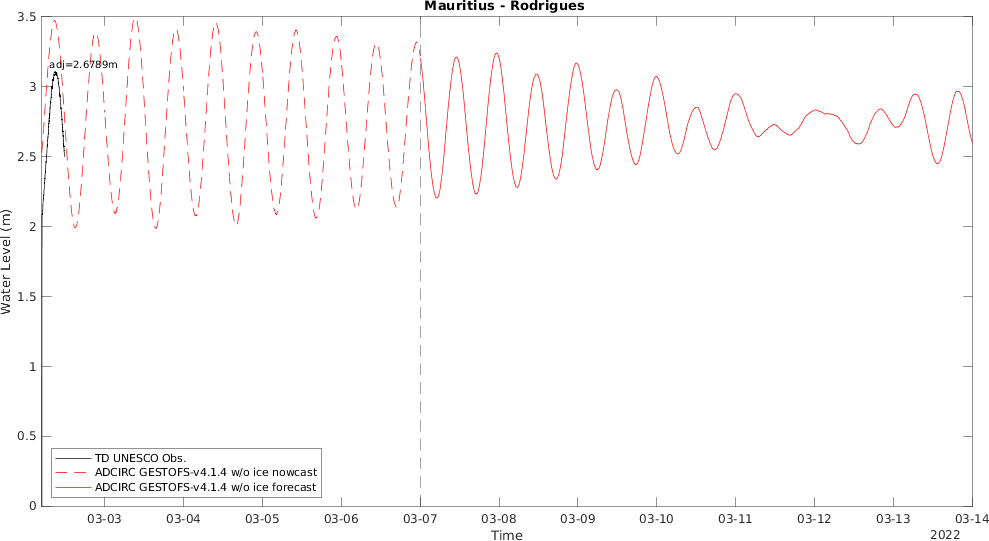 Mauritius - Rodrigues
3.5
3
2.5
2
1.5
1
0.5
0
Water Level (m)
adj=2.6789m
TD UNESCO Obs.
ADCIRC GESTOFS-v4.1.4 w/o ice nowcast
ADCIRC GESTOFS-v4.1.4 w/o ice forecast
03-03 03-04 03-05 03-06 03-07 03-08 03-09 03-10 03-11 03-12 03-13 03-14
Time
2022